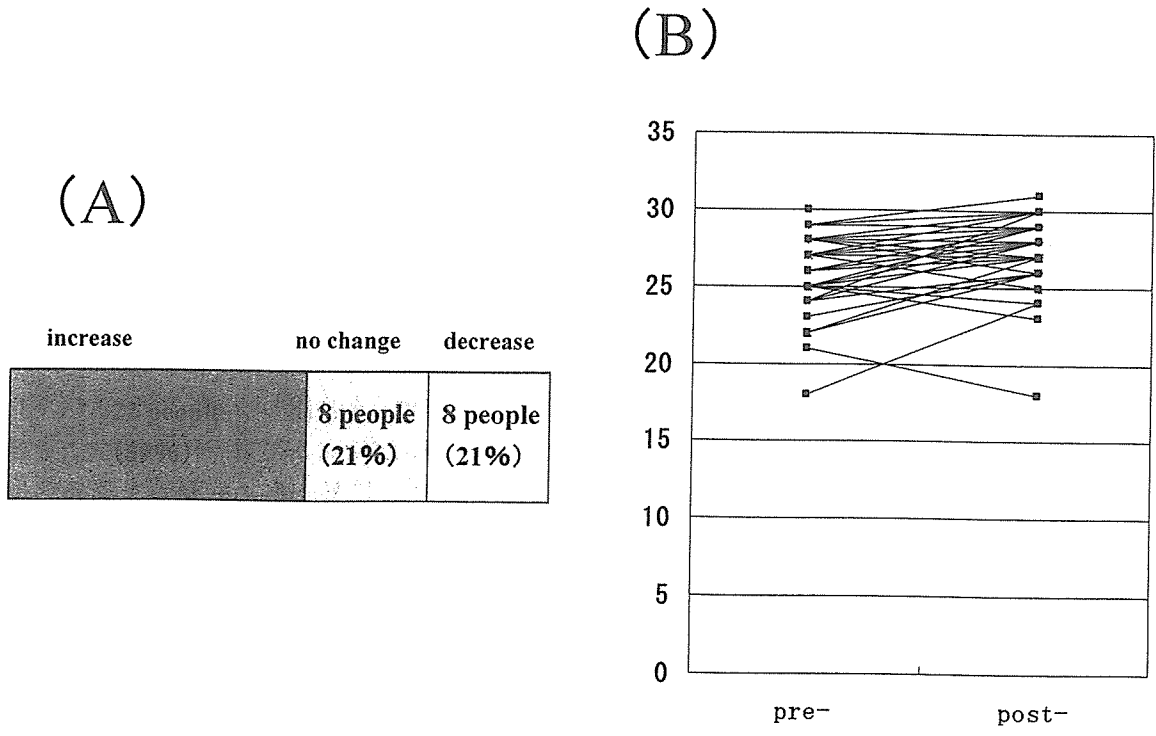 (A)
increase
no change
decrease
8 people
(21%)
8 people
(21%)
(B)
35
30
25
20
15
10
5
0
pre-
post-